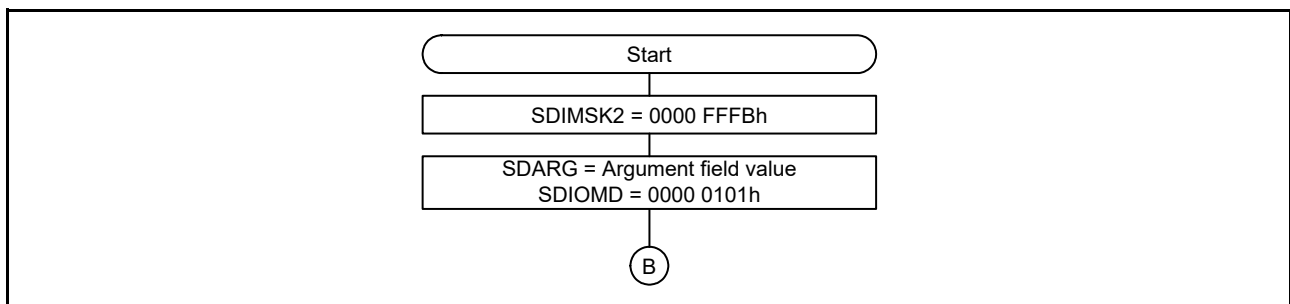 Start
SDIMSK2 = 0000 FFFBh
SDARG = Argument field value
SDIOMD = 0000 0101h
B